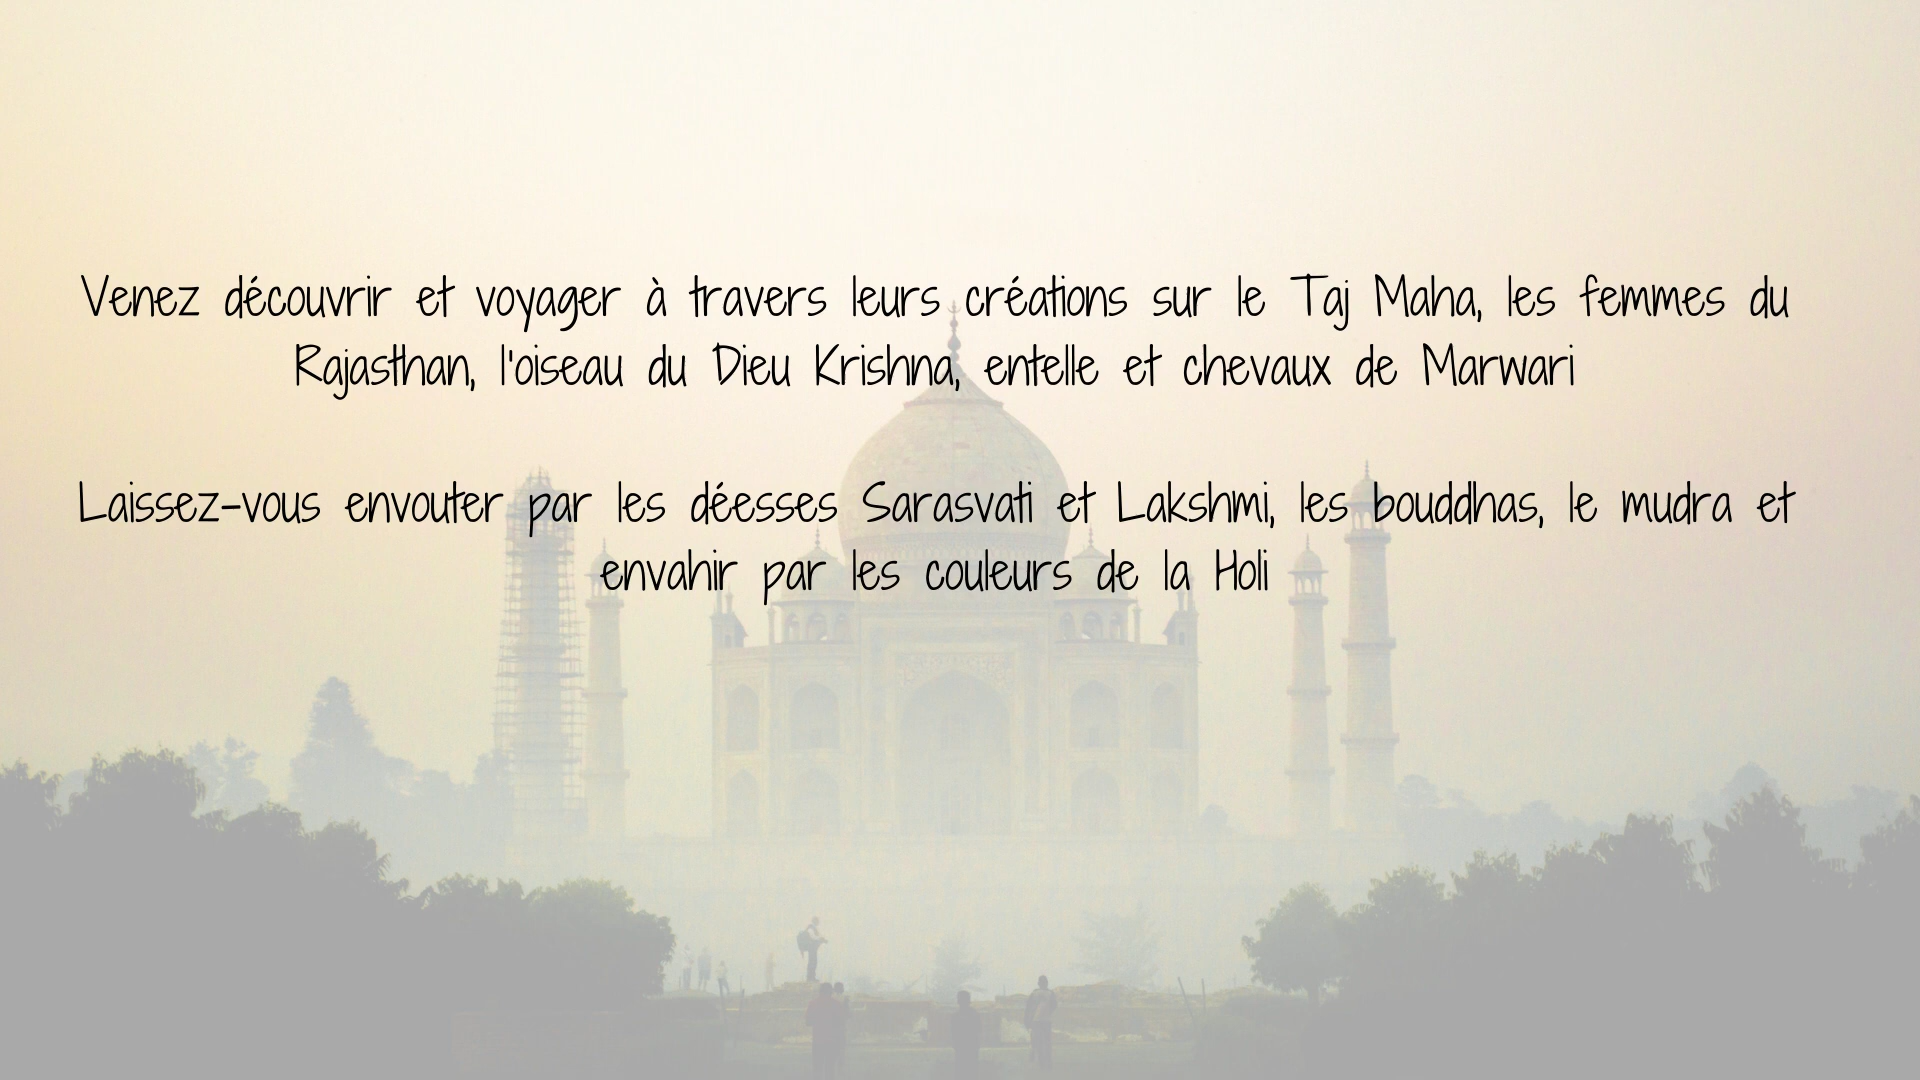 Venez découvrir et voyager à travers leurs créations sur le Taj Maha, les femmes du
Rajasthan, l'oiseau du Dieu Krishna, entelle et chevaux de Marwari
Laissez-vous envouter par les déesses Sarasvati et Lakshmi, les bouddhas, le mudra et
envahir par les couleurs de la Holi